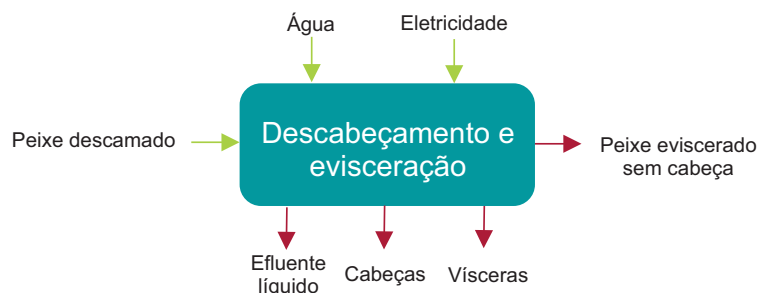 Água
Eletricidade
Peixe descamado
Descabeçamento e
evisceração
Peixe eviscerado
sem cabeça
Efluente
líquido
Cabeças
Vísceras